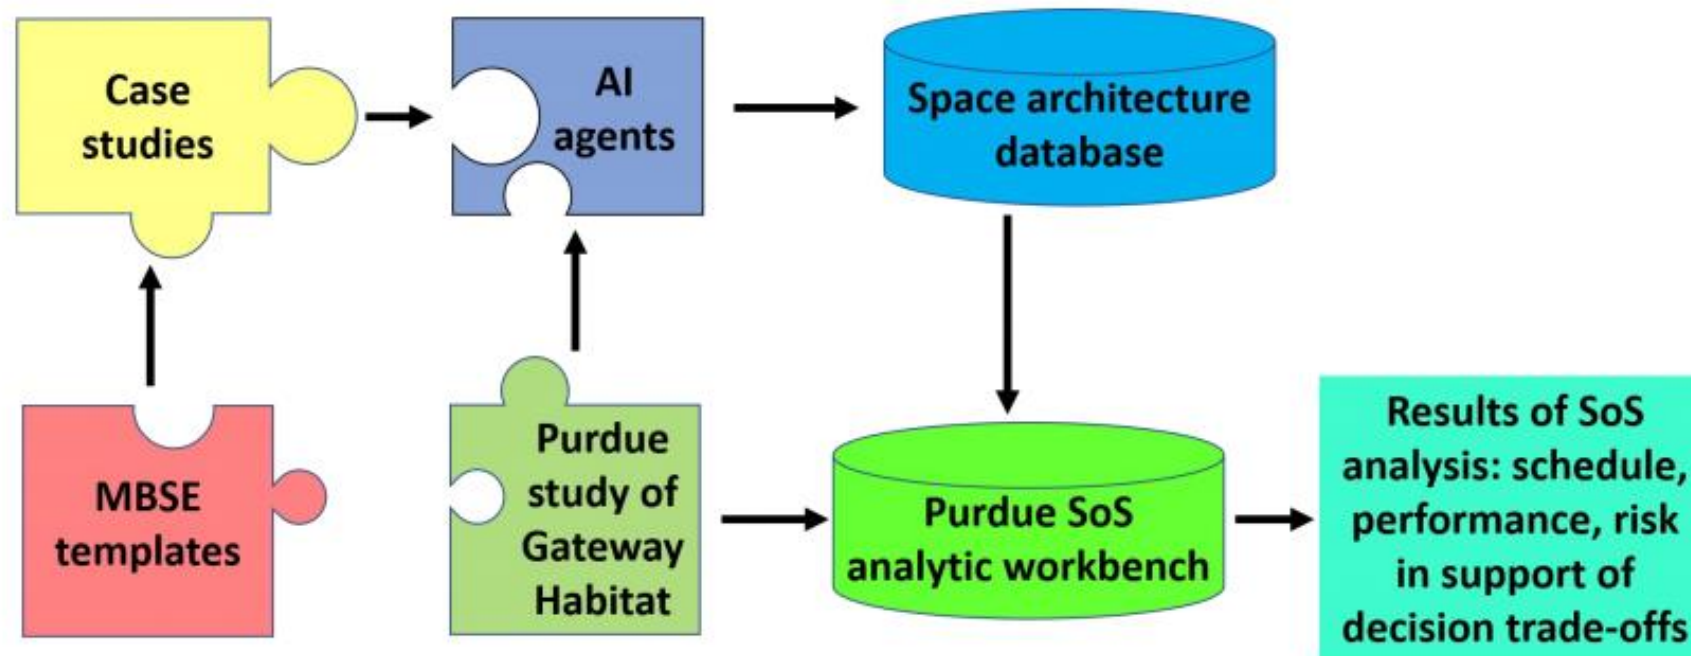 Case
studies
AI
agents
Space architecture
database
MBSE
templates
Purdue
study of
Gateway
Habitat
Purdue SoS
analytic workbench
Results of SoS
analysis: schedule,
performance, risk
in support of
decision trade-offs